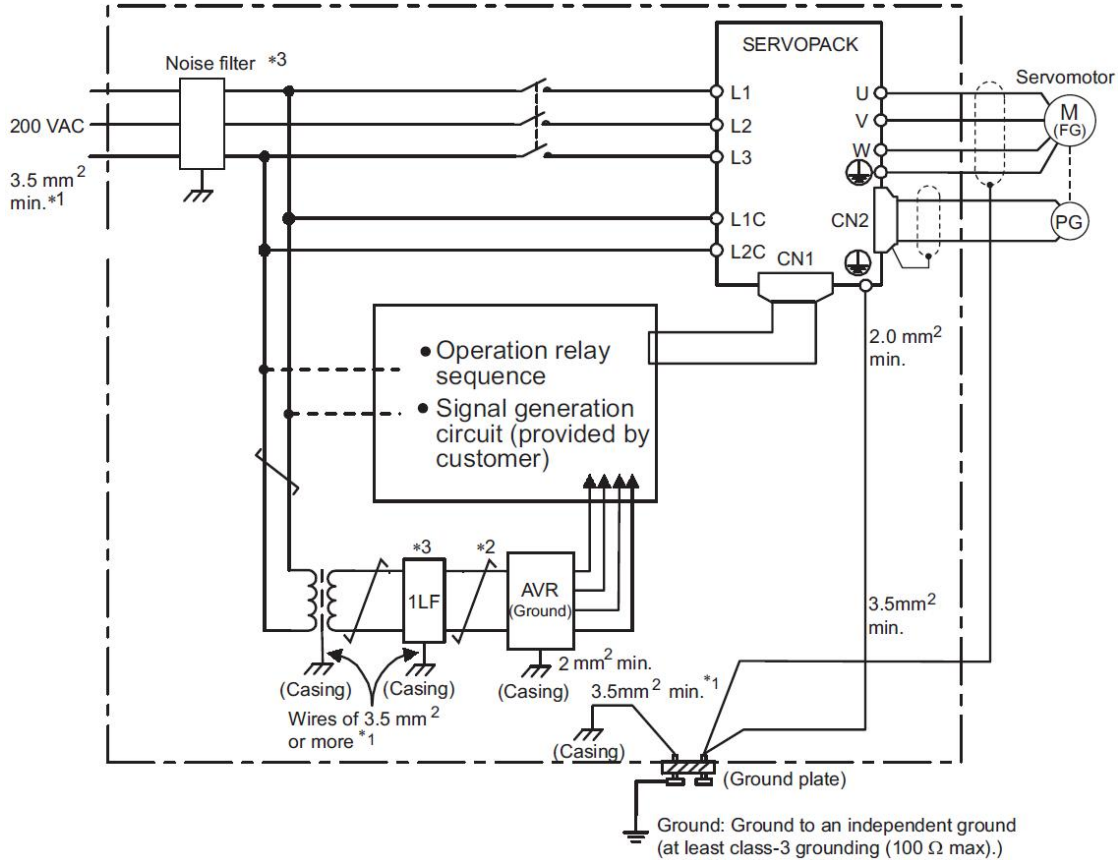 SERVOPACK
Noise filter *3
Servomotor
L1
U
M
(FG)
200 VAC
L2
V
L3
W
3.5 mm2
min.*1
L1C
CN2
PG
L2C
CN1
2.0 mm2
min.
• Operation relay
sequence
• Signal generation
circuit (provided by
customer)
*3
*2
1LF
AVR
(Ground)
3.5mm2
min.
2 mm2 min.
(Casing)
(Casing)
(Casing)
3.5mm2 min.*1
Wires of 3.5 mm2
or more *1
(Casing)
(Ground plate)
Ground: Ground to an independent ground
(at least class-3 grounding (100 Ω max).)